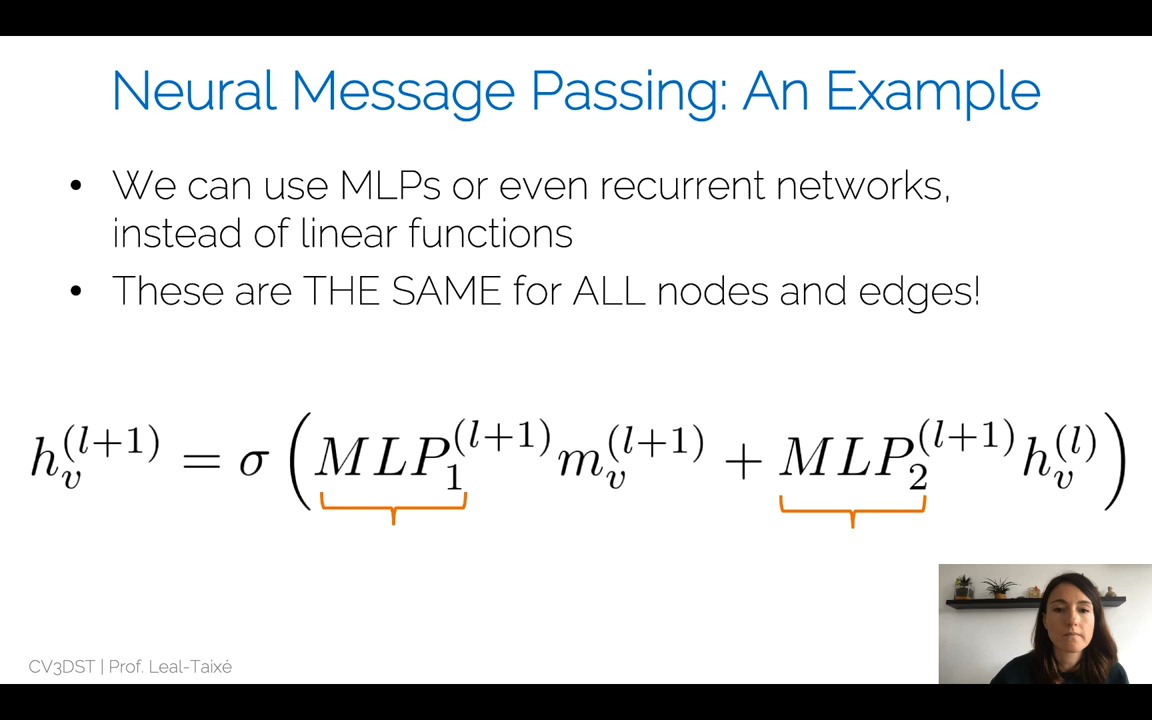 Neural Message Passing: An Example
• We can use MLPs or even recurrent networks,
instead of linear functions
• These are THE SAME for ALL nodes and edges!
h_v^{(l+1)} = σ ( MLP_1^{(l+1)} m_v^{(l+1)} + MLP_2^{(l+1)} h_v^{(l)} )
CV3DST | Prof. Leal-Taixé